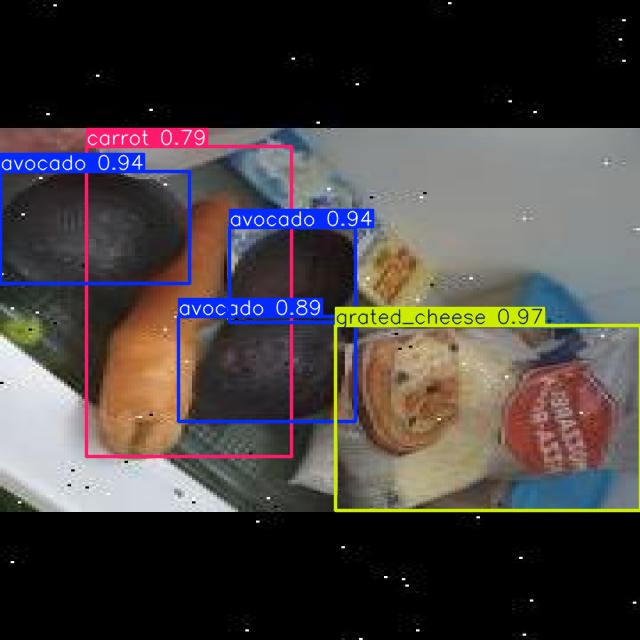 carrot 0.79
avocado 0.94
avocado 0.94
avocado 0.89
grated_cheese 0.97